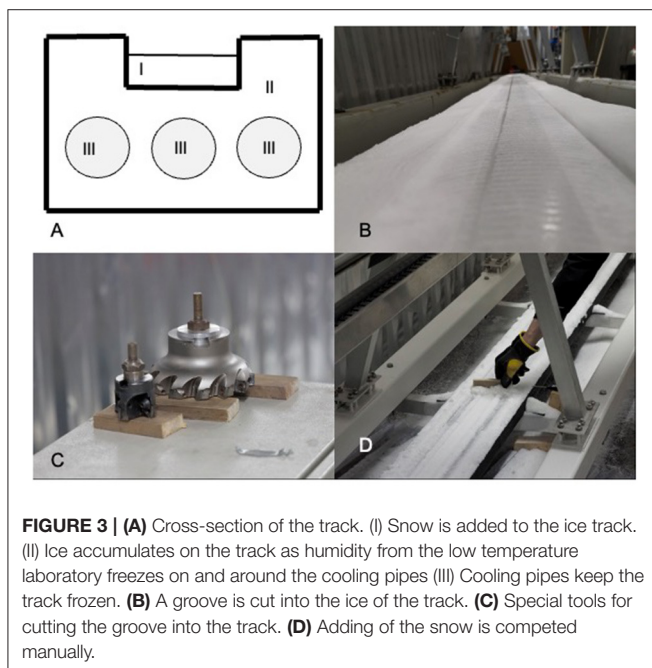 I
II
III III III
A
B
C
D
FIGURE 3 | (A) Cross-section of the track. (I) Snow is added to the ice track.
(II) Ice accumulates on the track as humidity from the low temperature
laboratory freezes on and around the cooling pipes (III) Cooling pipes keep the
track frozen. (B) A groove is cut into the ice of the track. (C) Special tools for
cutting the groove into the track. (D) Adding of the snow is competed
manually.